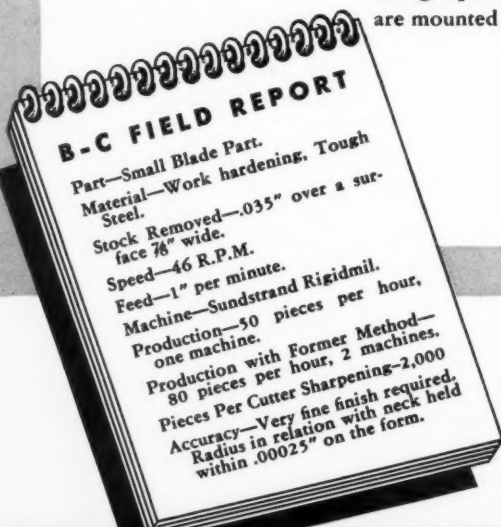 are mounted
B-C FIELD REPORT
Part—Small Blade Part.
Material—Work hardening, Tough
Steel.
Stock Removed—.035" over a sur-
face ⅞" wide.
Speed—46 R.P.M.
Feed—1" per minute.
Machine—Sundstrand Rigidmil.
Production—50 pieces per hour,
one machine.
Production with Former Method—
80 pieces per hour, 2 machines.
Pieces Per Cutter Sharpening—2,000
Accuracy—Very fine finish required.
Radius in relation with neck held
within .00025" on the form.